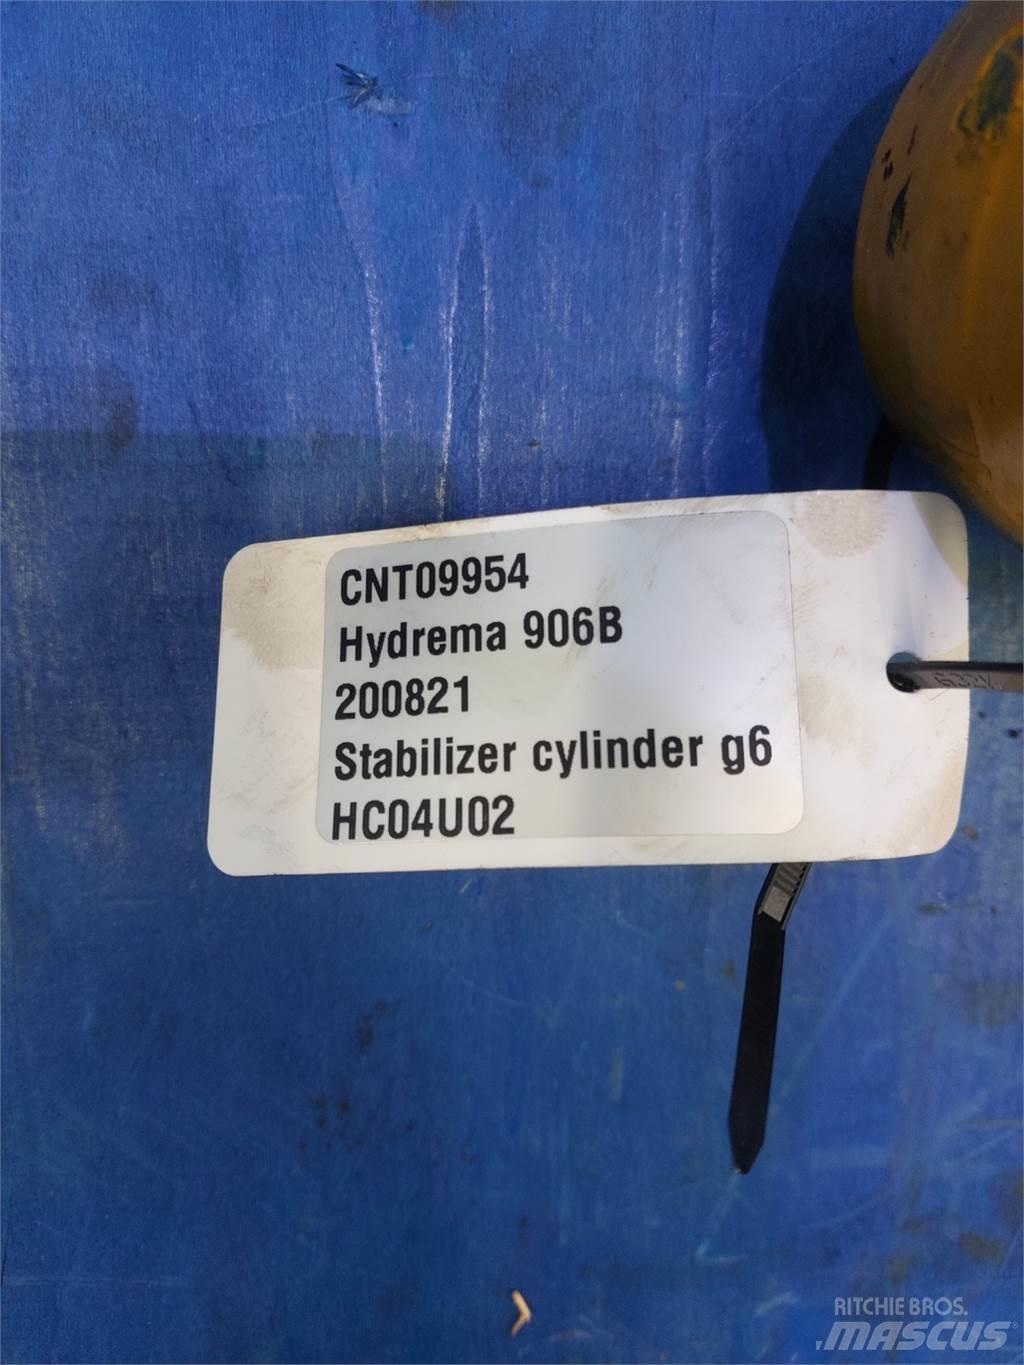 CNT09954
Hydrema 906B
200821
Stabilizer cylinder g6
HC04U02
RITCHIE BROS.
MASCUS